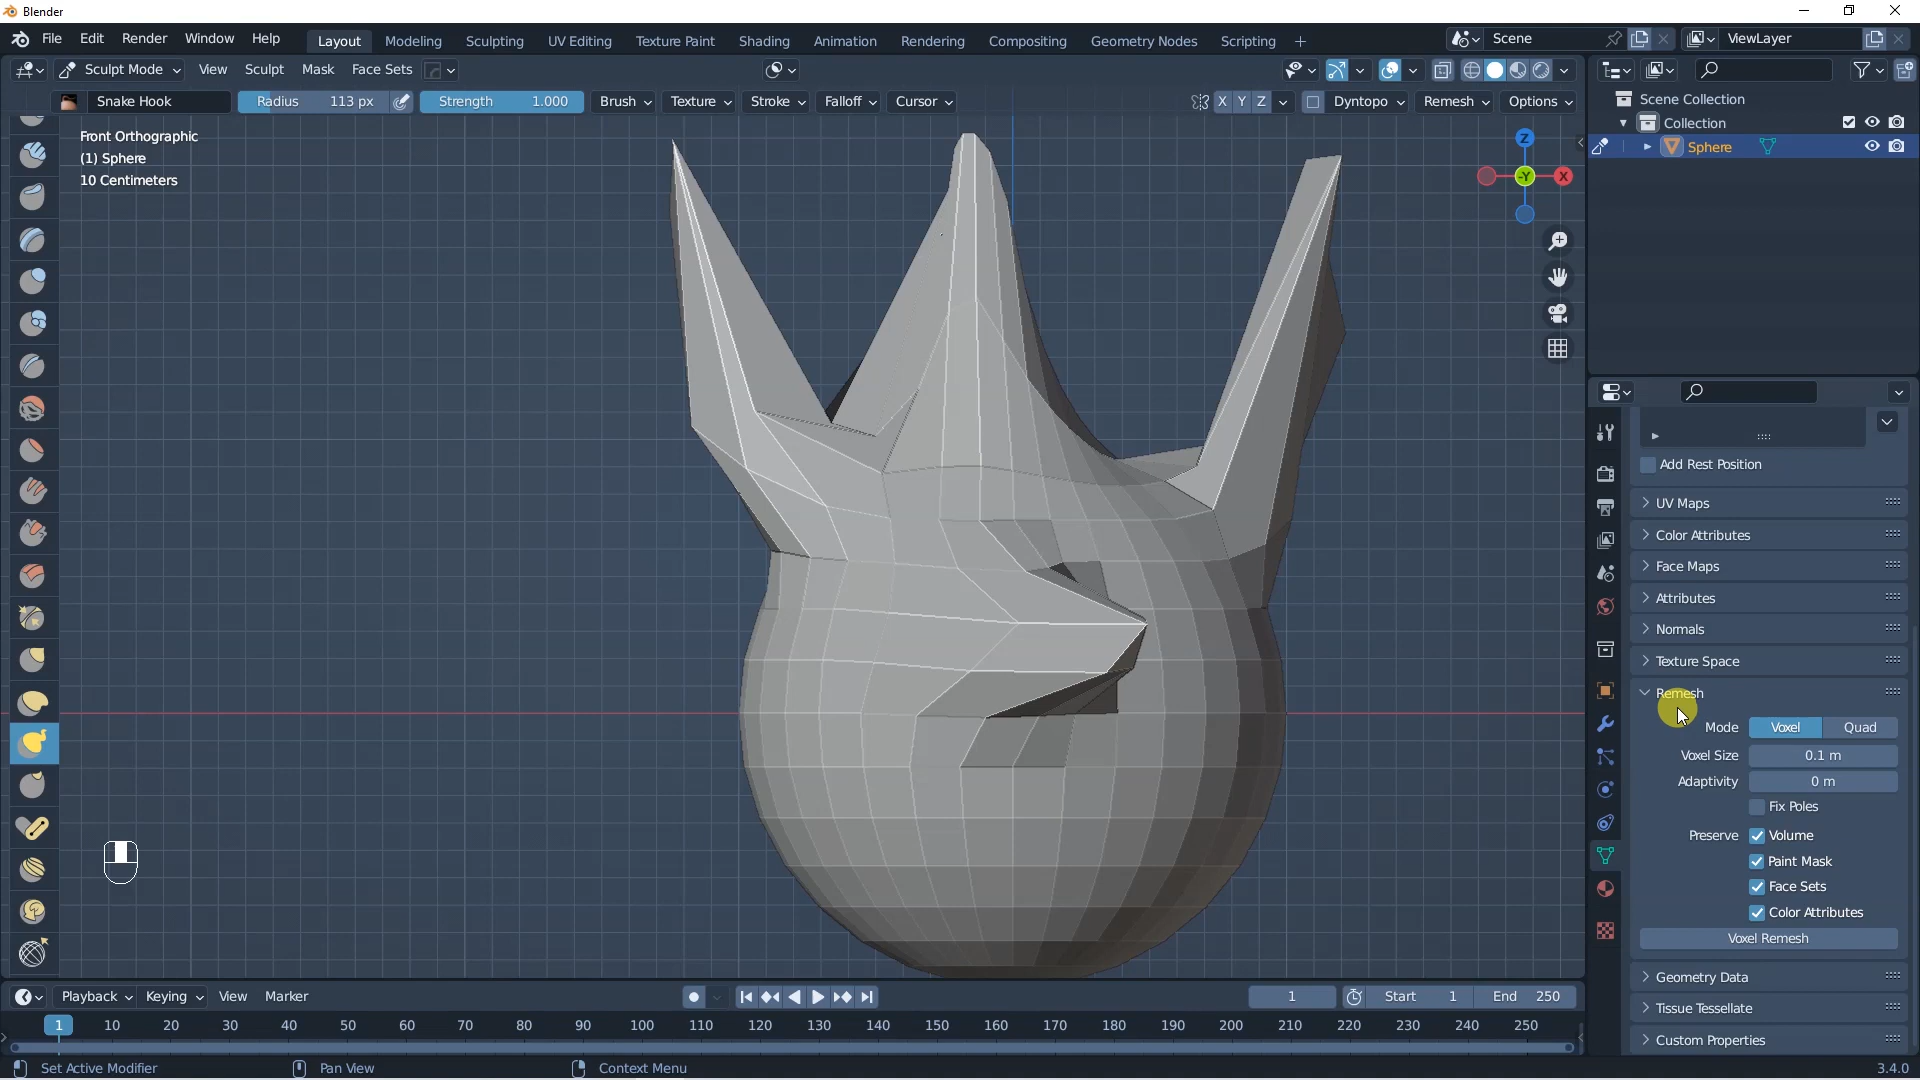 Blender
File Edit Render Window Help Layout Modeling Sculpting UV Editing Texture Paint Shading Animation Rendering Compositing Geometry Nodes Scripting + Scene ViewLayer
Sculpt Mode View Sculpt Mask Face Sets
Snake Hook Radius 113 px Strength 1.000 Brush Texture Stroke Falloff Cursor X Y Z Dyntopo Remesh Options
Front Orthographic
(1) Sphere
10 Centimeters
Z
-Y X
Scene Collection
Collection
Sphere
Add Rest Position
UV Maps
Color Attributes
Face Maps
Attributes
Normals
Texture Space
Remesh
Mode Voxel Quad
Voxel Size 0.1 m
Adaptivity 0 m
Fix Poles
Preserve Volume
Paint Mask
Face Sets
Color Attributes
Voxel Remesh
Geometry Data
Tissue Tessellate
Custom Properties
Playback Keying View Marker 1 Start 1 End 250
1 10 20 30 40 50 60 70 80 90 100 110 120 130 140 150 160 170 180 190 200 210 220 230 240 250
Set Active Modifier Pan View Context Menu 3.4.0